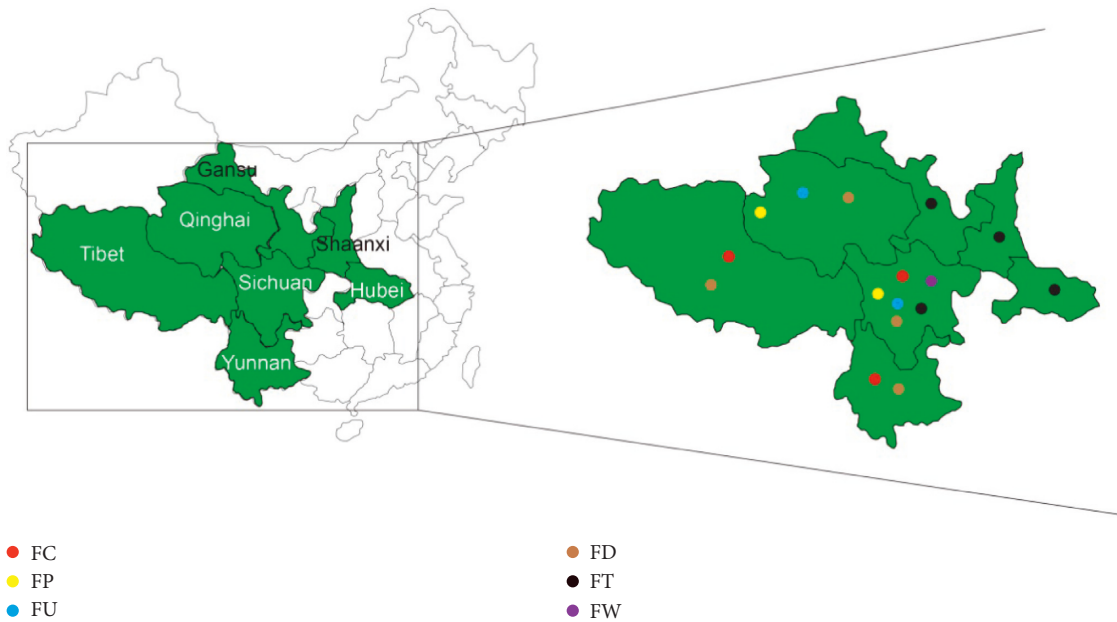 Gansu
Qinghai
Shaanxi
Tibet
Sichuan
Hubei
Yunnan
FC
FP
FU
FD
FT
FW